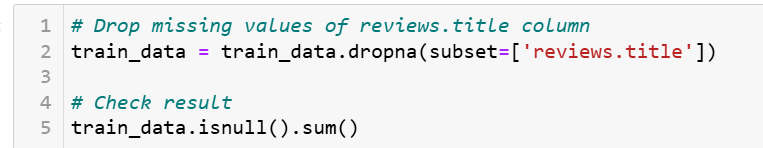 1 # Drop missing values of reviews.title column
2 train_data = train_data.dropna(subset=['reviews.title'])
3
4 # Check result
5 train_data.isnull().sum()